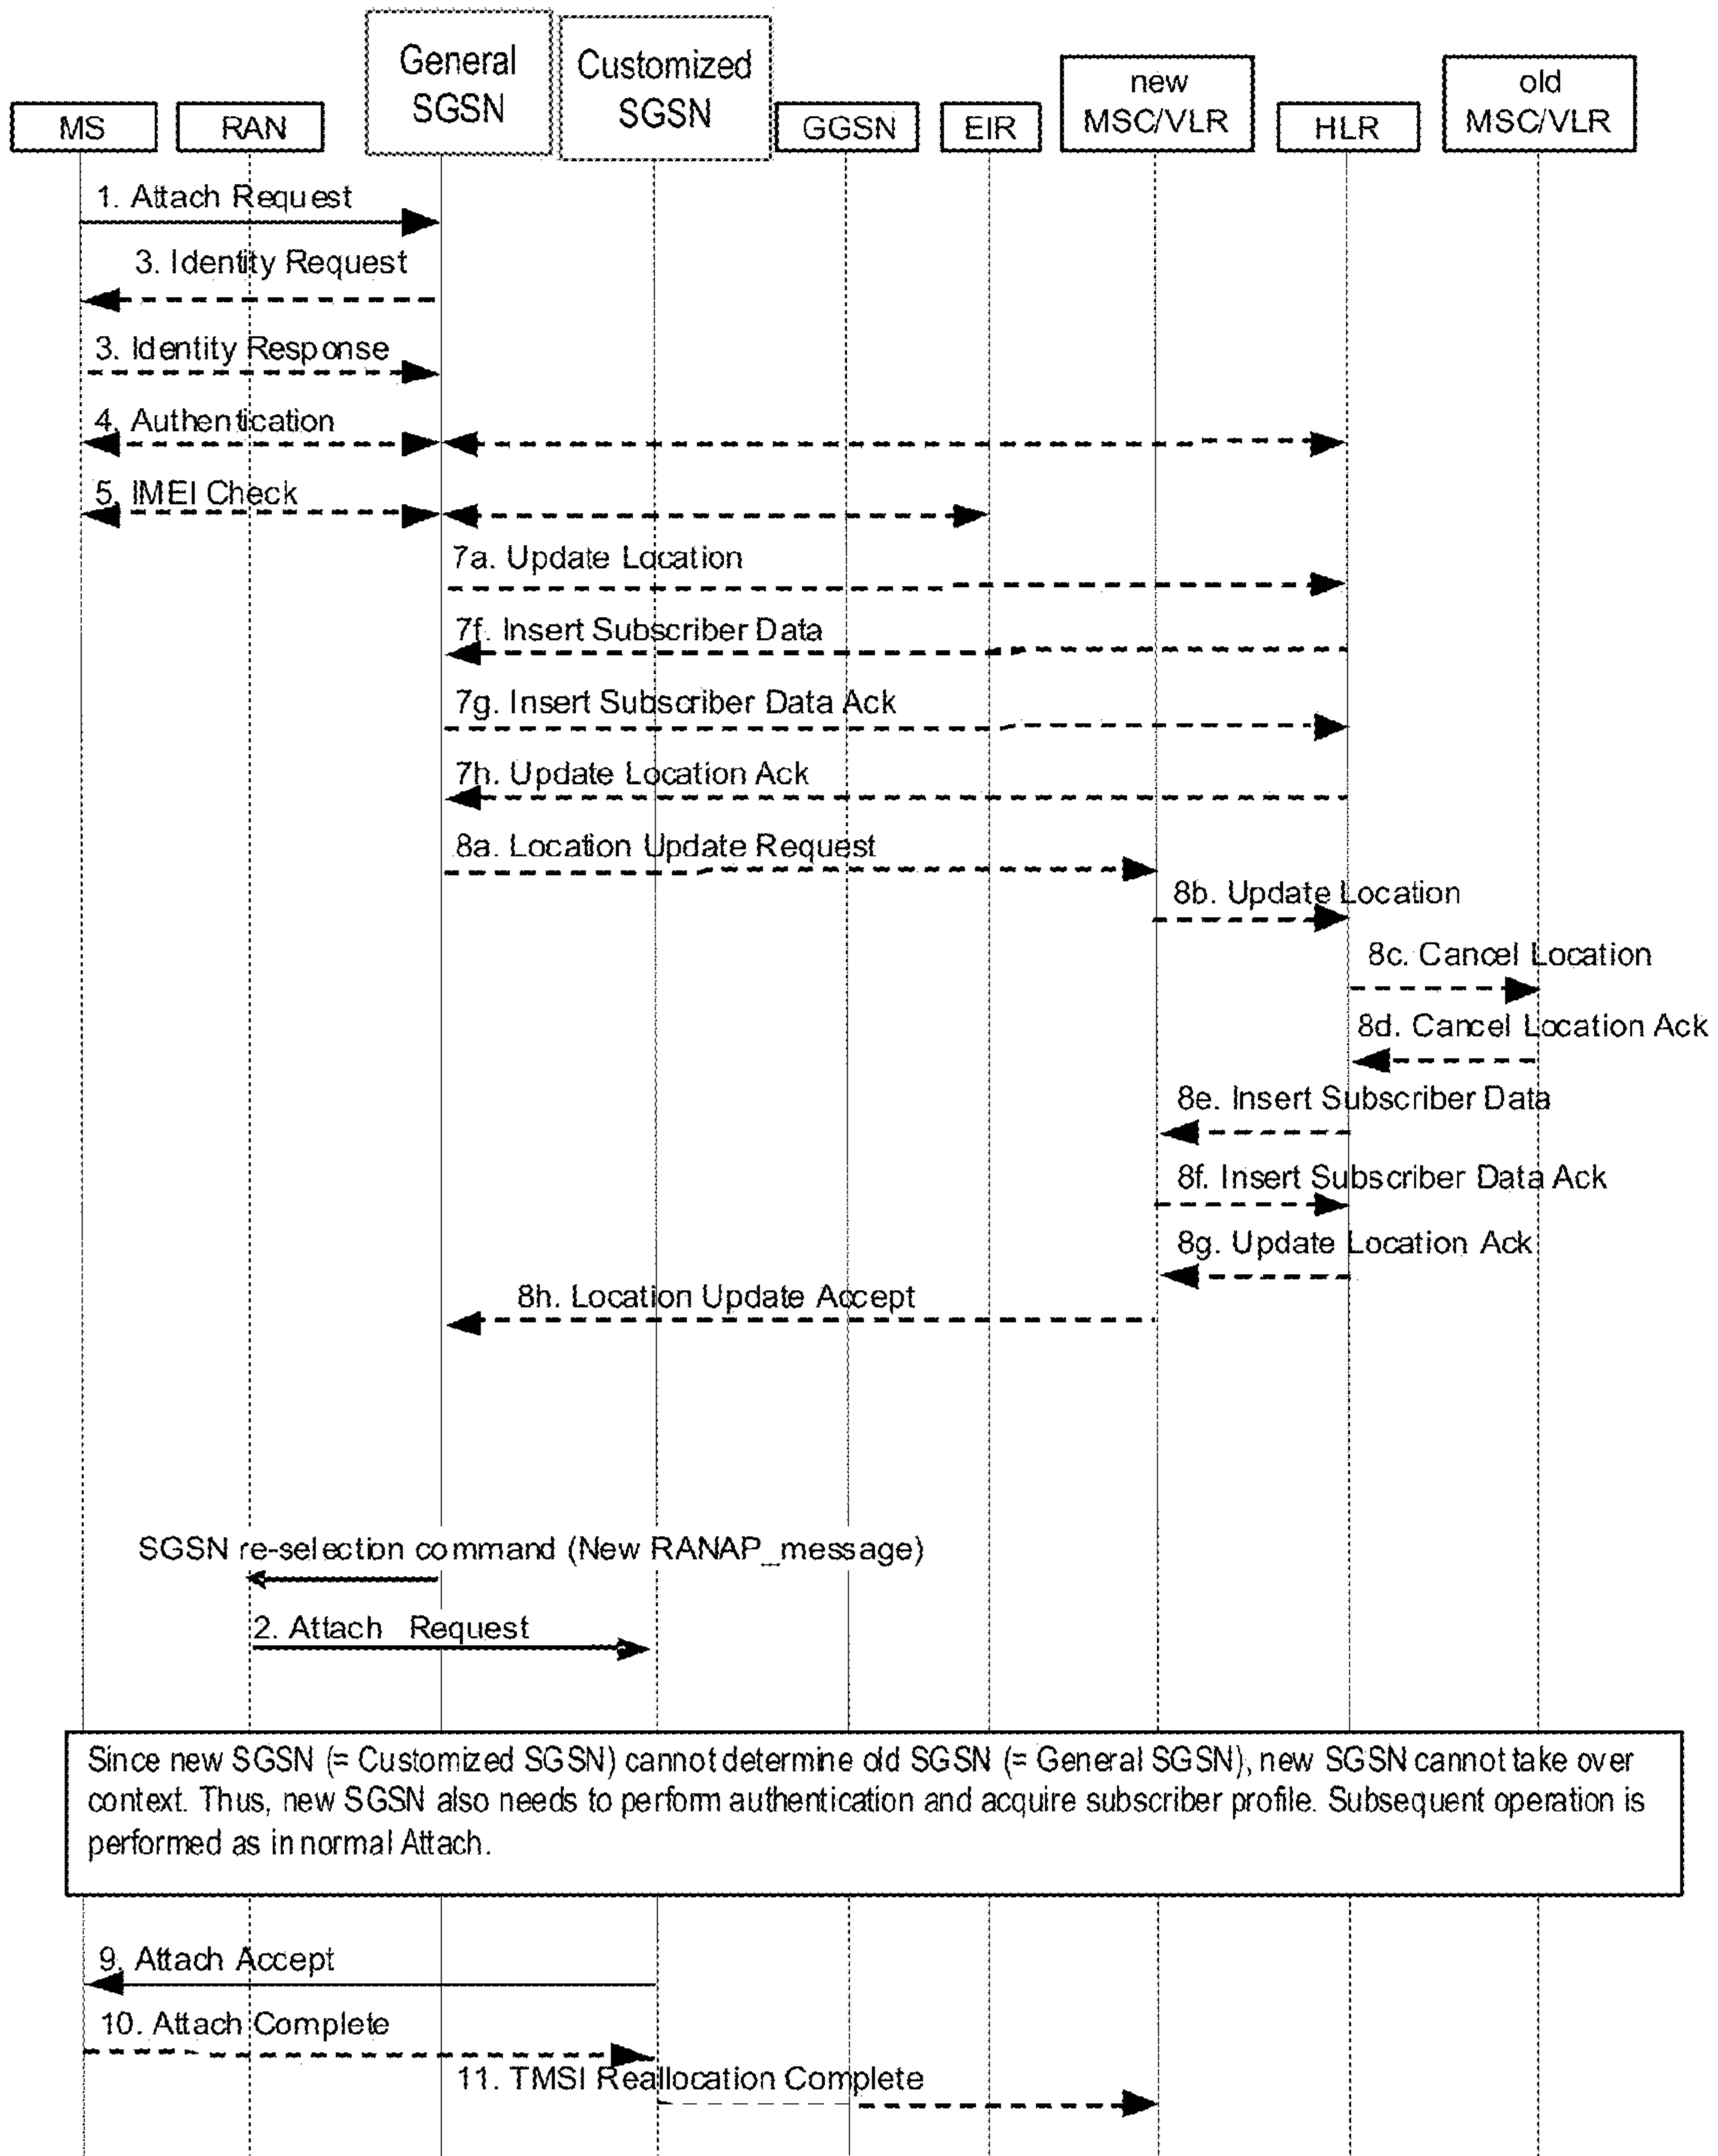 General
SGSN
Customized
SGSN
new
MSC/VLR
old
MSC/VLR
MS
RAN
GGSN
EIR
HLR
1. Attach Request
3. Identity Request
3. Identity Response
4. Authentication
5. IMEI Check
7a. Update Location
7f. Insert Subscriber Data
7g. Insert Subscriber Data Ack
7h. Update Location Ack
8a. Location Update Request
8b. Update Location
8c. Cancel Location
8d. Cancel Location Ack
8e. Insert Subscriber Data
8f. Insert Subscriber Data Ack
8g. Update Location Ack
8h. Location Update Accept
SGSN re-selection command (New RANAP_message)
2. Attach Request
Since new SGSN (= Customized SGSN) cannot determine old SGSN (= General SGSN), new SGSN cannot take over
context. Thus, new SGSN also needs to perform authentication and acquire subscriber profile. Subsequent operation is
performed as in normal Attach.
9. Attach Accept
10. Attach Complete
11. TMSI Reallocation Complete